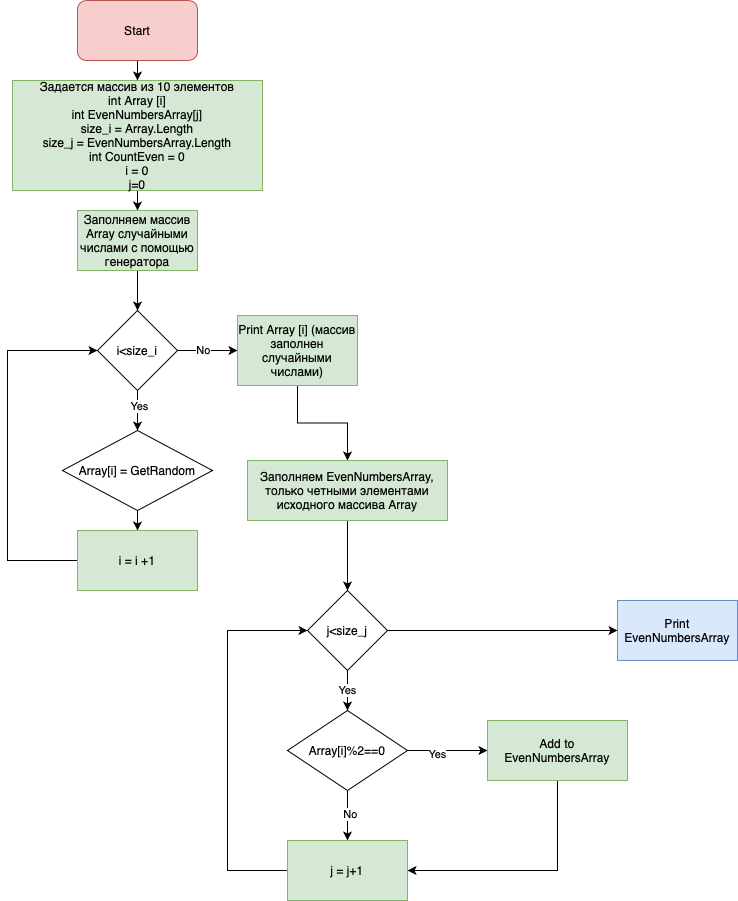 Start
Задается массив из 10 элементов
int Array [i]
int EvenNumbersArray[j]
size_i = Array.Length
size_j = EvenNumbersArray.Length
int CountEven = 0
i = 0
j=0
Заполняем массив
Array случайными
числами с помощью
генератора
i<size_i
No
Print Array [i] (массив
заполнен
случайными
числами)
Yes
Array[i] = GetRandom
i = i +1
Заполняем EvenNumbersArray,
только четными элементами
исходного массива Array
j<size_j
Print
EvenNumbersArray
Yes
Array[i]%2==0
Yes
Add to
EvenNumbersArray
No
j = j+1